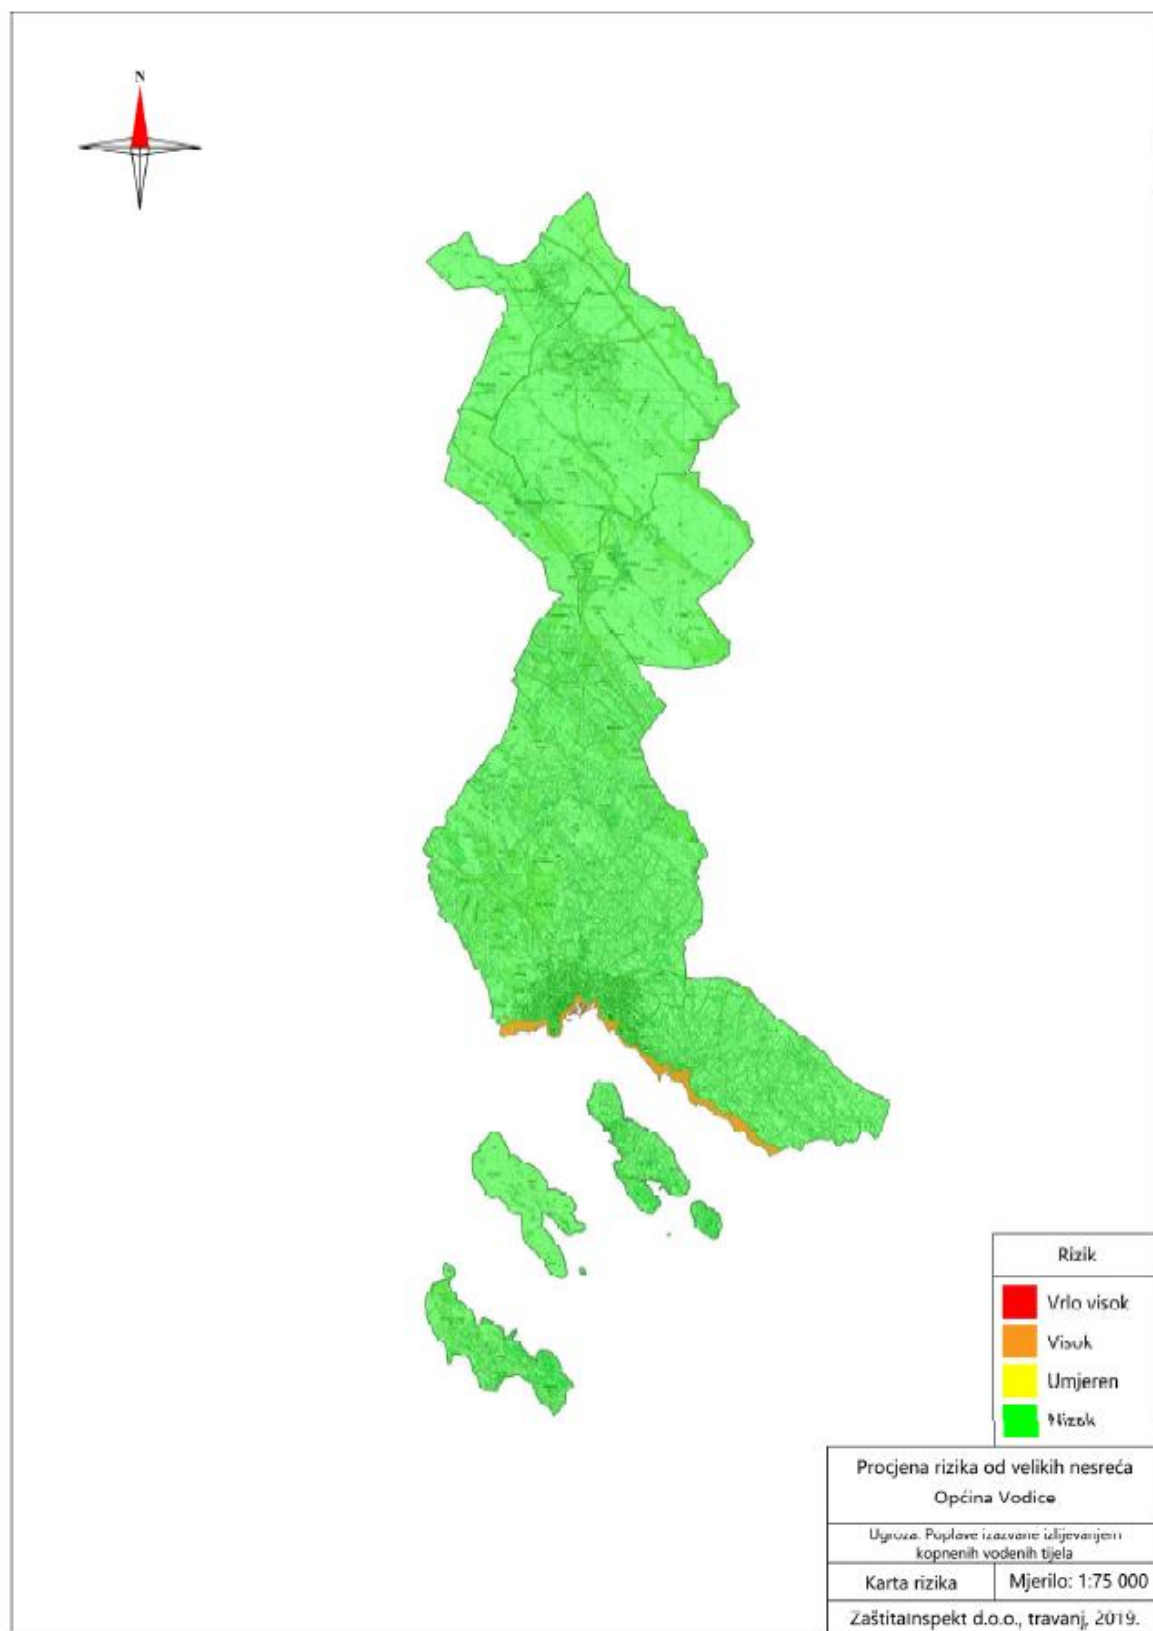 N
Rizik
Vrlo visok
Visok
Umjeren
Nizak
Procjena rizika od velikih nesreća
Općina Vodice
Ugroza: Poplave izazvane izlijevanjem
kopnenih vodenih tijela
Karta rizika
Mjerilo: 1:75 000
ZaštitaInspekt d.o.o., travanj, 2019.